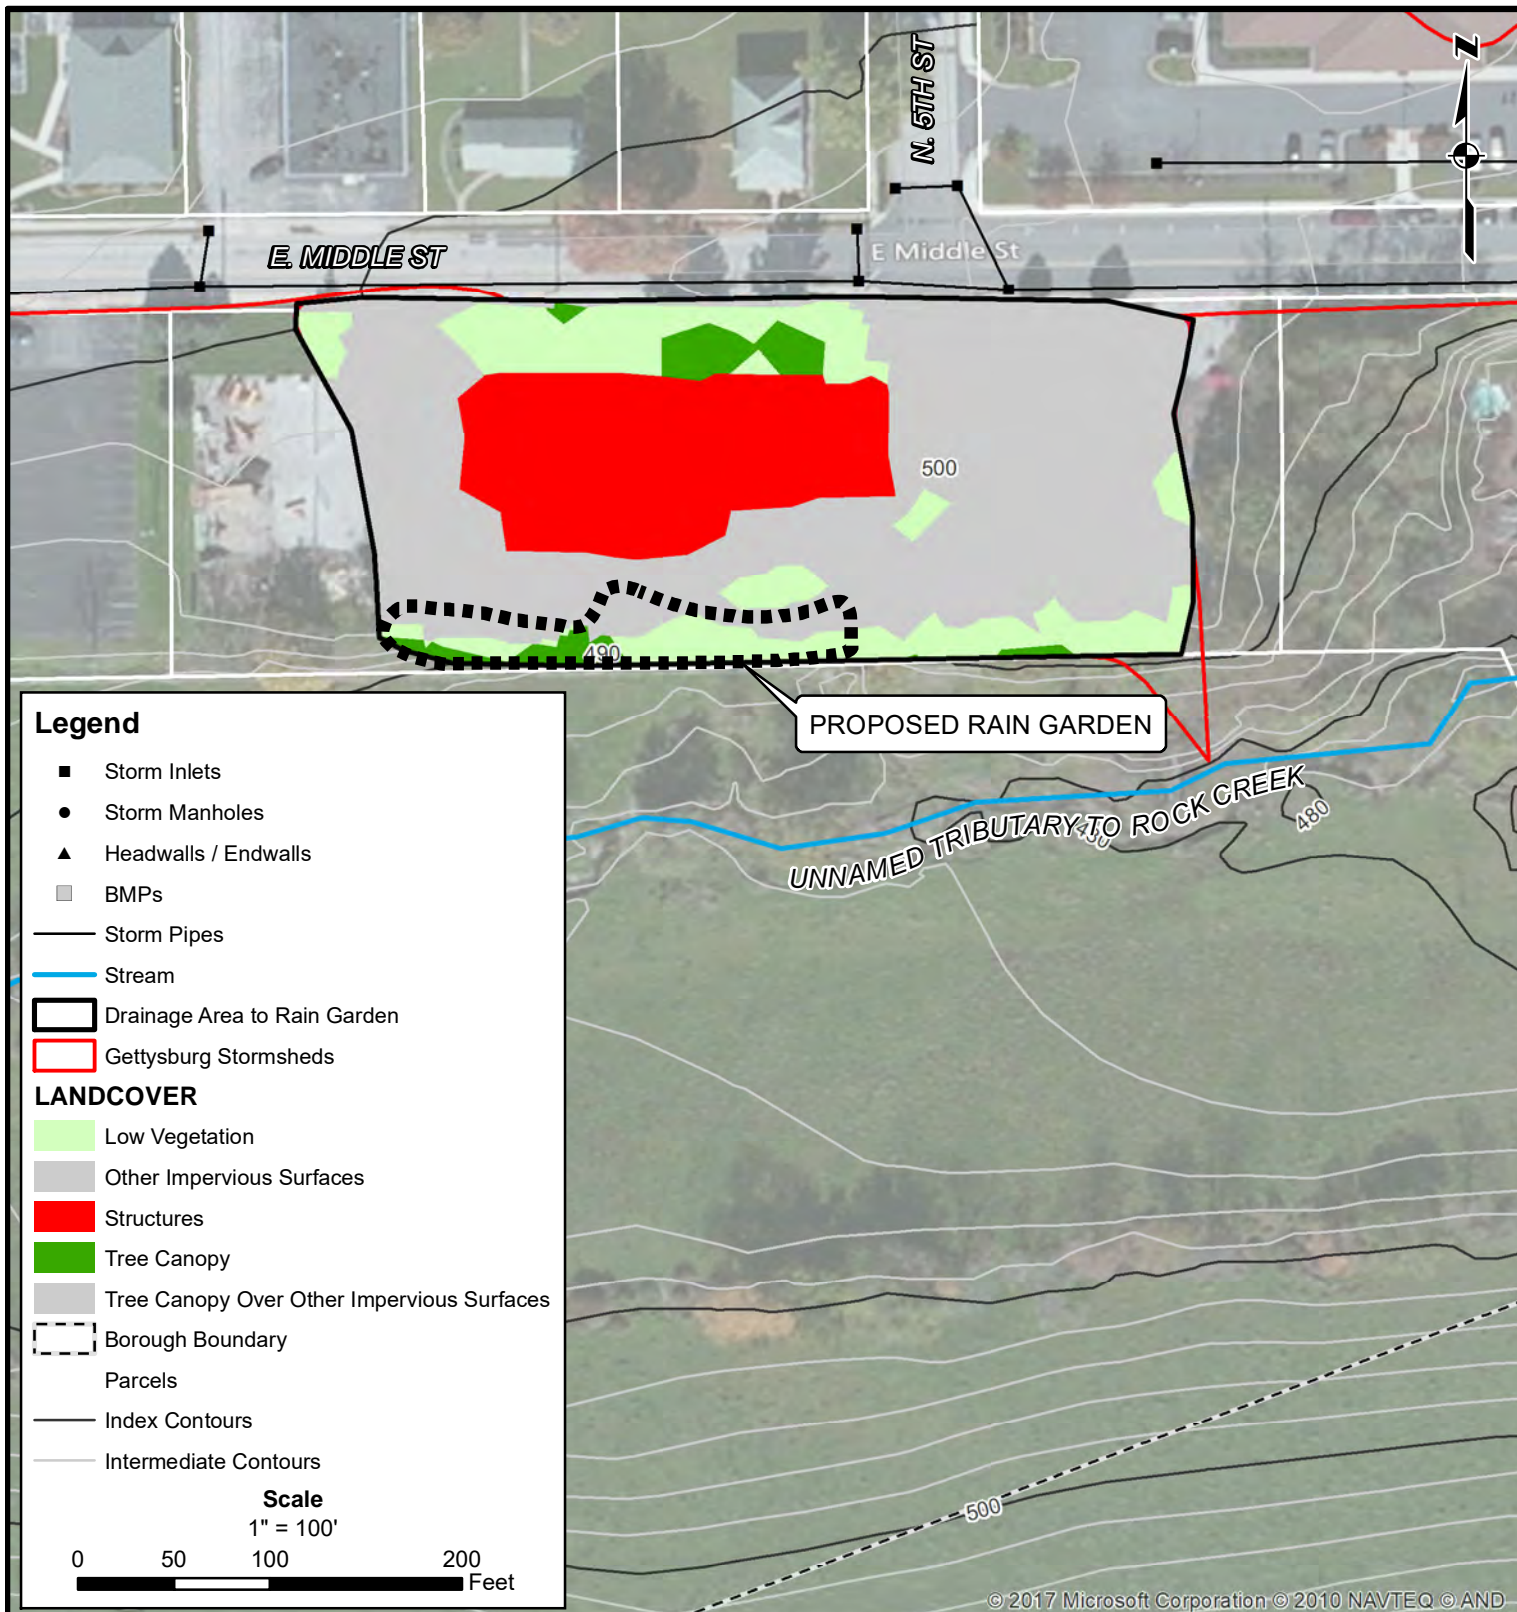 N. 5TH ST
N
E. MIDDLE ST
E Middle St
500
490
PROPOSED RAIN GARDEN
UNNAMED TRIBUTARY TO ROCK CREEK
480
Legend
Storm Inlets
Storm Manholes
Headwalls / Endwalls
BMPs
Storm Pipes
Stream
Drainage Area to Rain Garden
Gettysburg Stormsheds
LANDCOVER
Low Vegetation
Other Impervious Surfaces
Structures
Tree Canopy
Tree Canopy Over Other Impervious Surfaces
Borough Boundary
Parcels
Index Contours
Intermediate Contours
Scale
1" = 100'
0 50 100 200
Feet
500
© 2017 Microsoft Corporation © 2010 NAVTEQ © AND